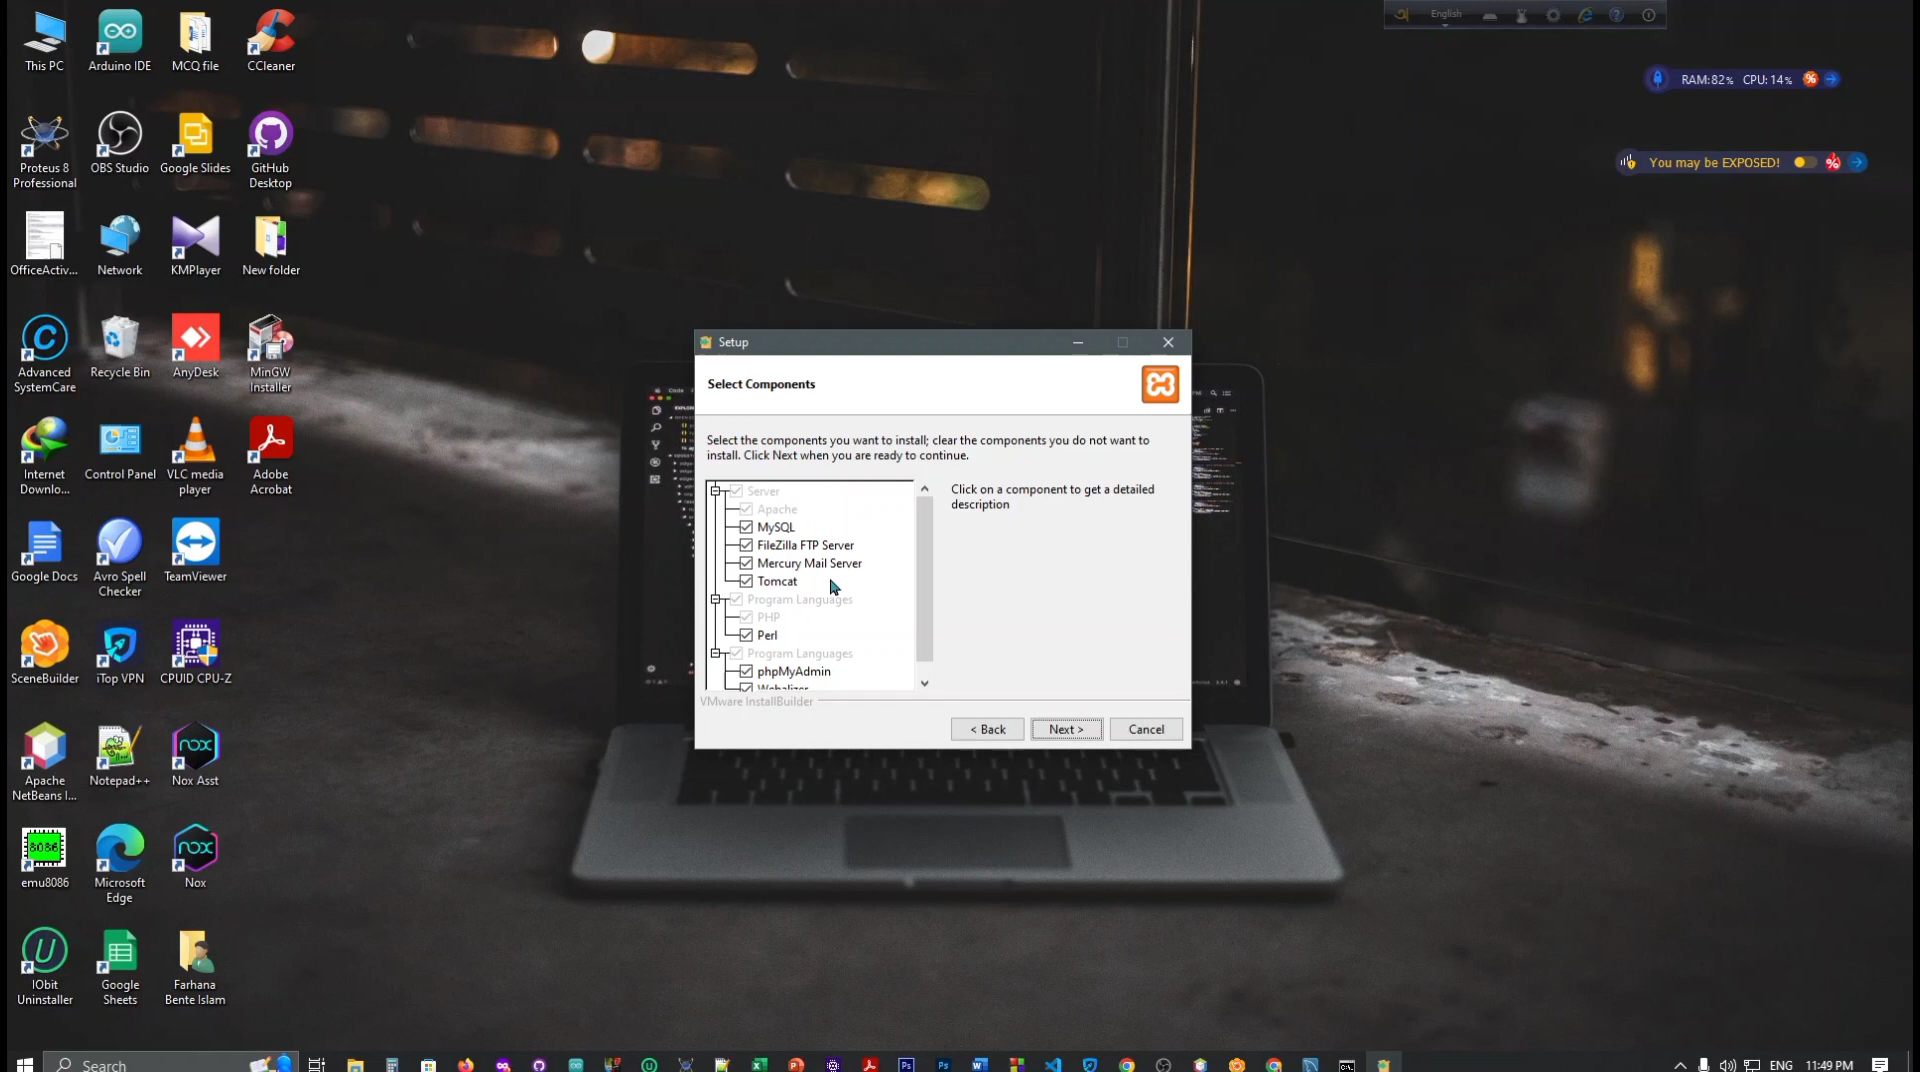 This PC
Arduino IDE
MCQ file
CCleaner
Proteus 8
Professional
OBS Studio
Google Slides
GitHub
Desktop
OfficeActiv...
Network
KMPlayer
New folder
Advanced
SystemCare
Recycle Bin
AnyDesk
MinGW
Installer
Internet
Downlo...
Control Panel
VLC media
player
Adobe
Acrobat
Google Docs
Avro Spell
Checker
TeamViewer
SceneBuilder
iTop VPN
CPUID CPU-Z
Apache
NetBeans I...
Notepad++
Nox Asst
8086
emu8086
Microsoft
Edge
nox
Nox
IObit
Uninstaller
Google
Sheets
Farhana
Bente Islam
English
RAM:82% CPU: 14%
You may be EXPOSED!
Setup
Select Components
Select the components you want to install; clear the components you do not want to
install. Click Next when you are ready to continue.
Server
Apache
MySQL
FileZilla FTP Server
Mercury Mail Server
Tomcat
Program Languages
PHP
Perl
Program Languages
phpMyAdmin
Webalizer
Click on a component to get a detailed
description
VMware InstallBuilder
< Back
Next >
Cancel
Search
ENG
11:49 PM